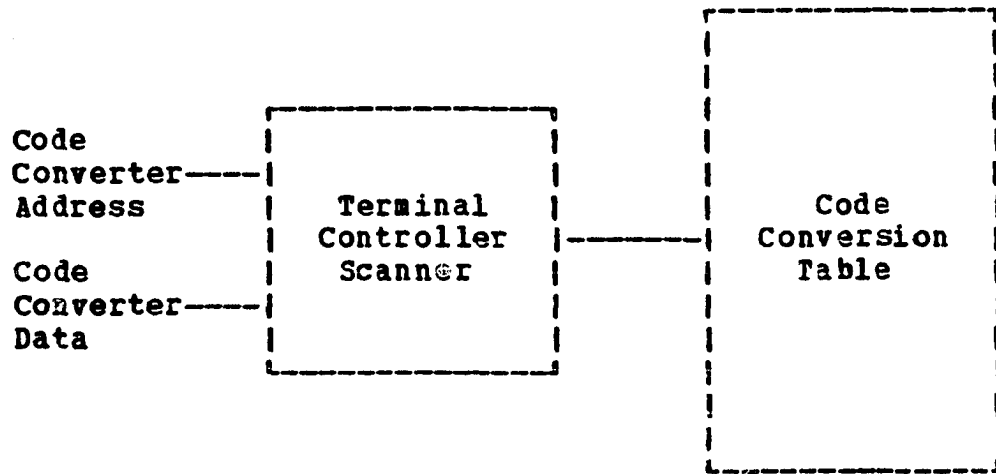 Code
Converter
Address
Code
Converter
Data
Terminal
Controller
Scanner
Code
Conversion
Table